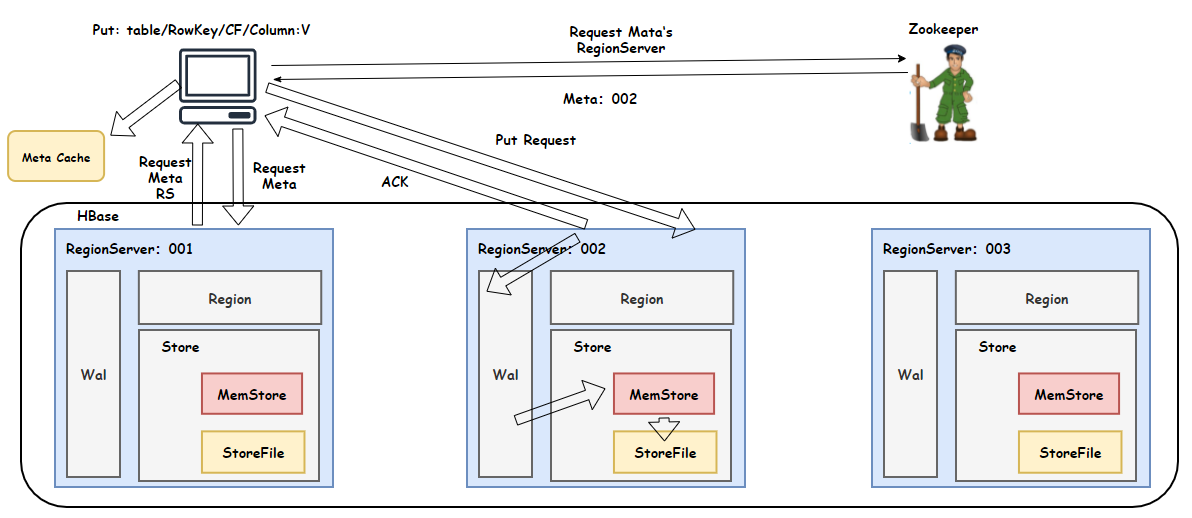 Put: table/RowKey/CF/Column:V
Request Mata's
RegionServer
Zookeeper
Meta: 002
Put Request
Meta Cache
Request
Meta
RS
Request
Meta
ACK
HBase
RegionServer: 001
Wal
Region
Store
MemStore
StoreFile
RegionServer: 002
Wal
Region
Store
MemStore
StoreFile
RegionServer: 003
Wal
Region
Store
MemStore
StoreFile